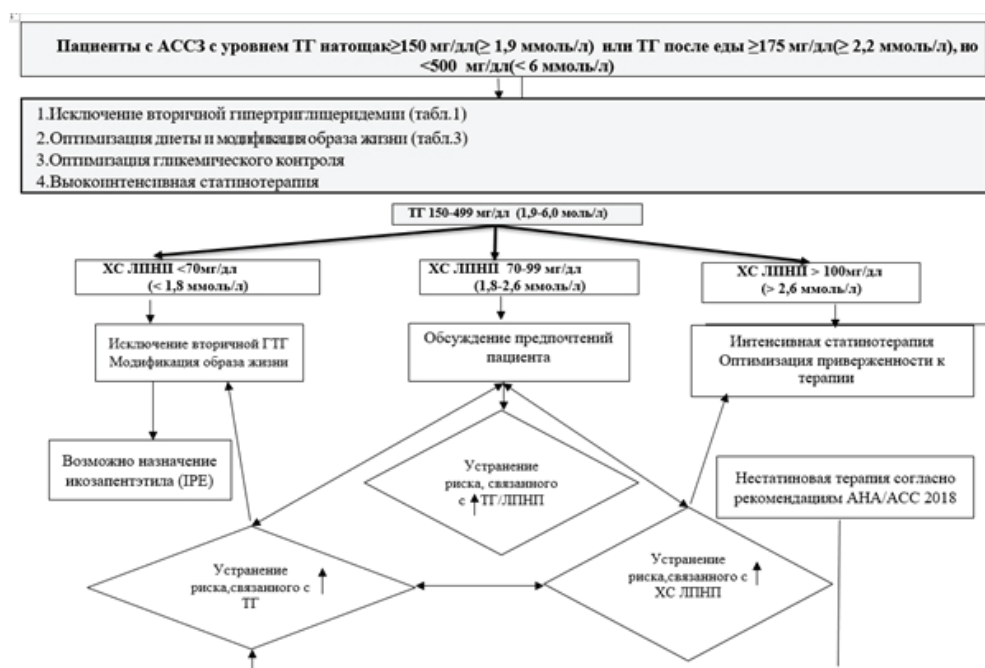 Пациенты с АССЗ с уровнем ТГ натощак≥150 мг/дл(≥ 1,9 ммоль/л) или ТГ после еды ≥175 мг/дл(≥ 2,2 ммоль/л), но
<500 мг/дл(< 6 ммоль/л)
1.Исключение вторичной гипертриглицеридемии (табл.1)
2.Оптимизация диеты и модификация образа жизни (табл.3)
3.Оптимизация гликемического контроля
4.Выокоинтенсивная статинотерапия
ТГ 150-499 мг/дл (1,9-6,0 моль/л)
ХС ЛПНП <70мг/дл
(< 1,8 ммоль/л)
ХС ЛПНП 70-99 мг/дл
(1,8-2,6 ммоль/л)
ХС ЛПНП > 100мг/дл
(> 2,6 ммоль/л)
Исключение вторичной ГТГ
Модификация образа жизни
Обсуждение предпочтений
пациента
Интенсивная статинотерапия
Оптимизация приверженности к
терапии
Возможно назначение
икозапентэтила (IPE)
Устранение
риска, связанного
с ↑ТГ/ЛПНП
Нестатиновая терапия согласно
рекомендациям АНА/АСС 2018
Устранение
риска,связанного с ↑
ТГ
Устранение
риска,связанного с ↑
ХС ЛПНП